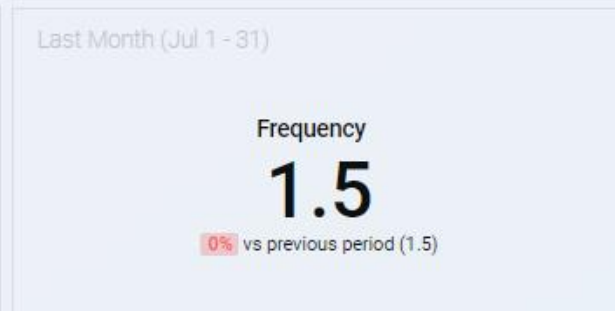 Last Month (Jul 1 - 31)
Frequency
1.5
0% vs previous period (1.5)